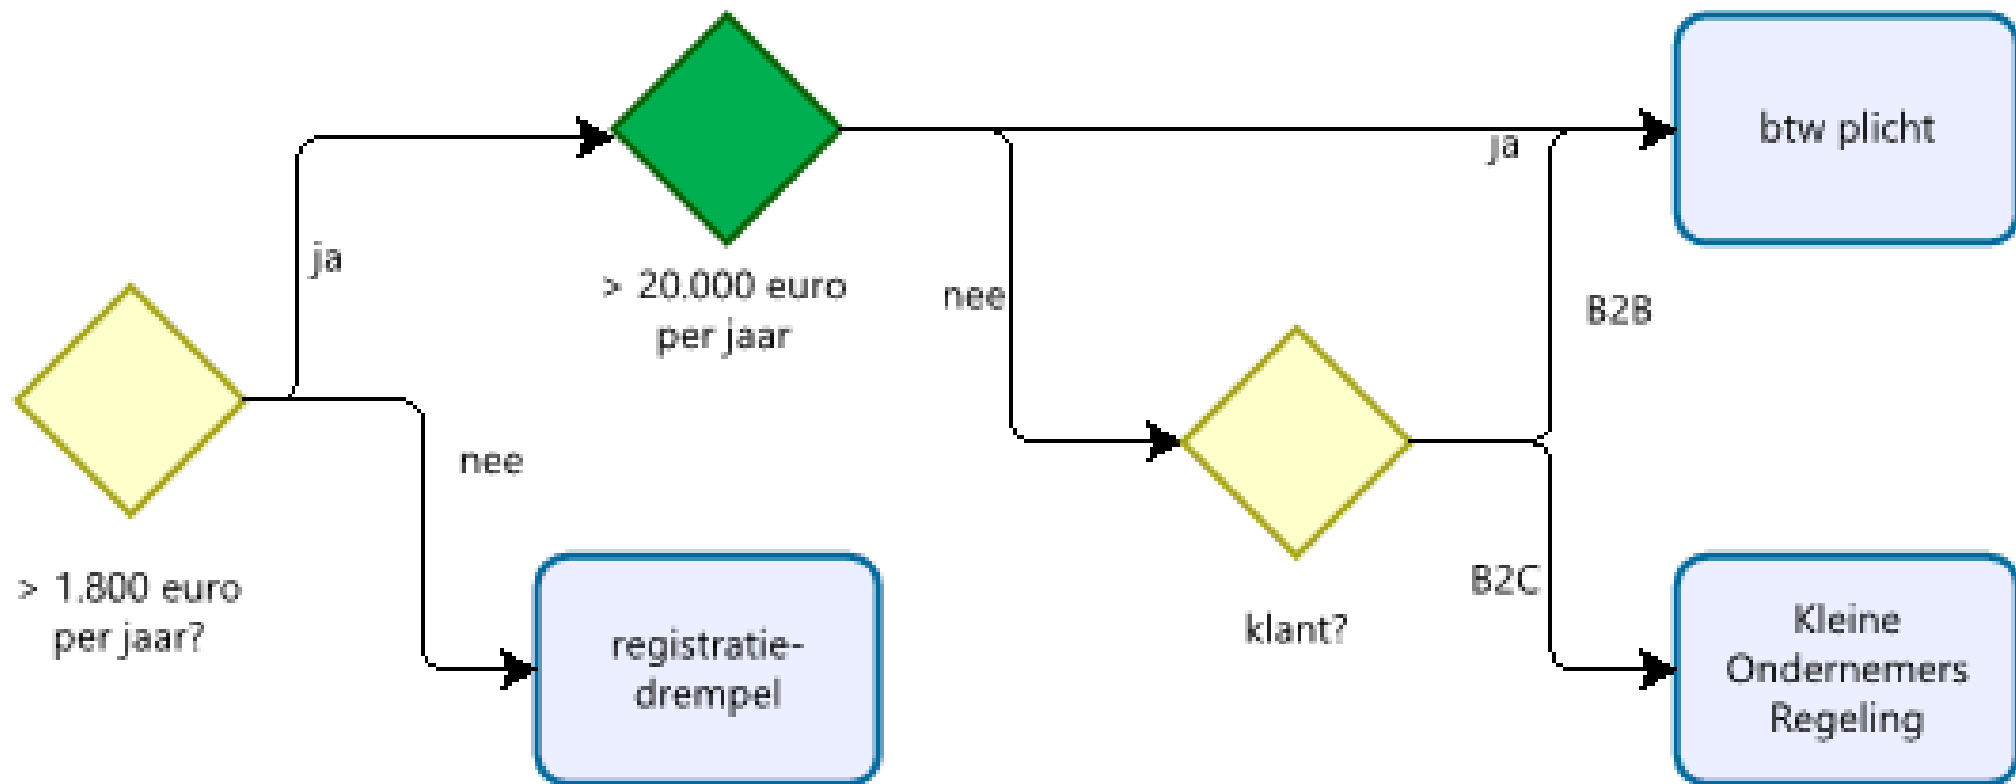 > 1.800 euro
per jaar?
ja
nee
registratie-
drempel
> 20.000 euro
per jaar
nee
ja
klant?
B2B
B2C
btw plicht
Kleine
Ondernemers
Regeling